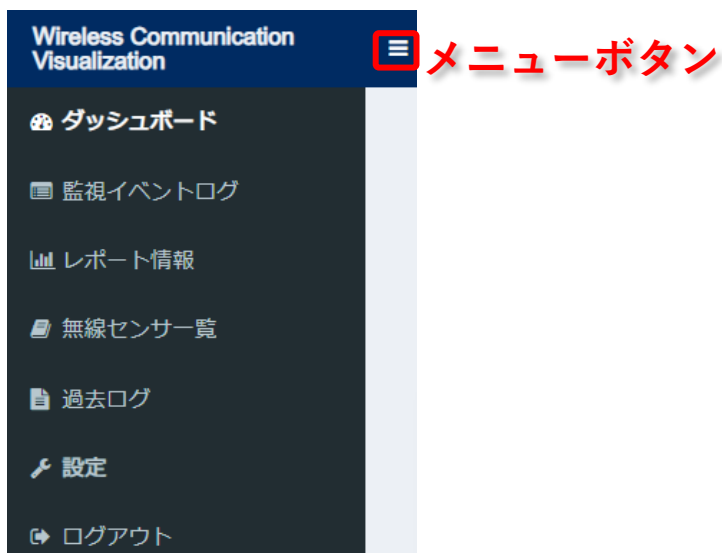 Wireless Communication
Visualization
メニューボタン
ダッシュボード
監視イベントログ
レポート情報
無線センサ一覧
過去ログ
設定
ログアウト